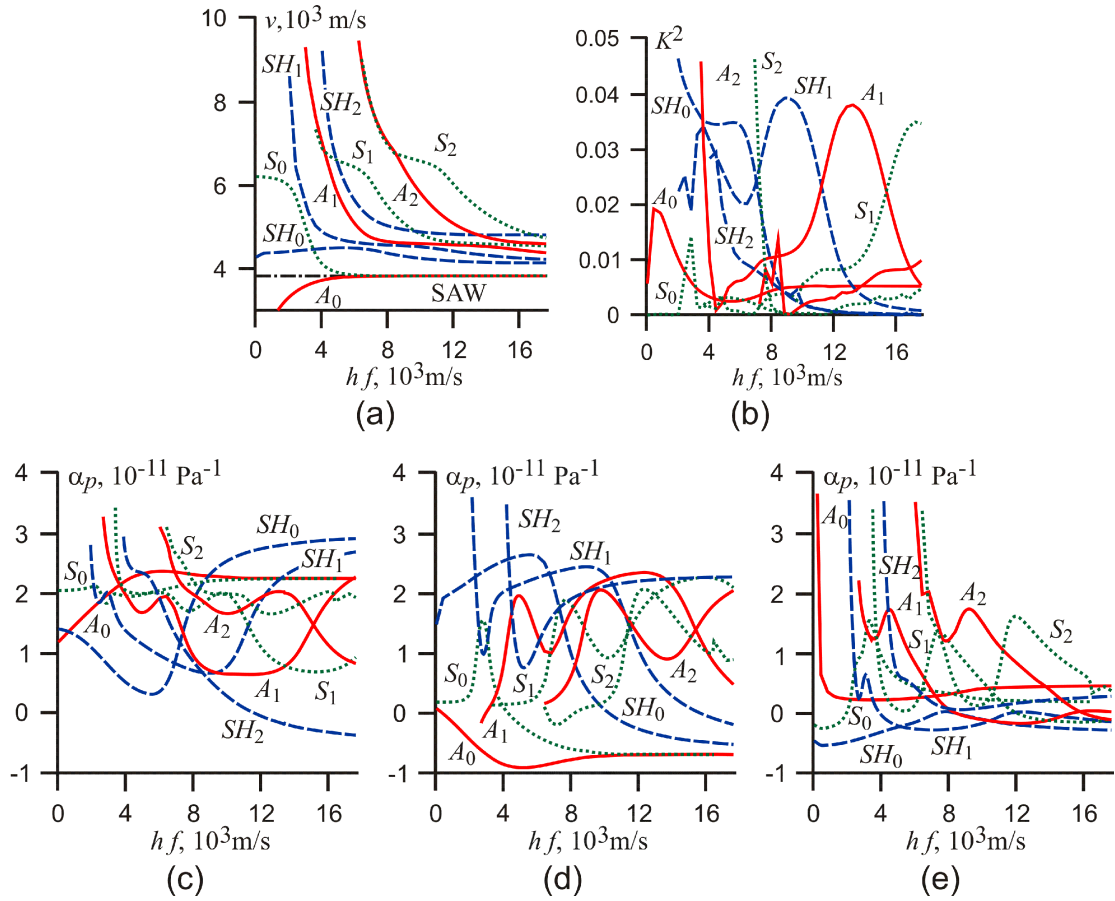 v,10³ m/s
10
8
6
4
SH₁
SH₂
S₀
S₁
S₂
A₁
A₂
SH₀
A₀
SAW
0 4 8 12 16
h f, 10³m/s
(a)
0.05
0.04
0.03
0.02
0.01
0
K²
A₂
S₂
SH₀
SH₁
A₁
A₀
SH₂
S₁
S₀
0 4 8 12 16
h f, 10³m/s
(b)
4
3
2
1
0
-1
αp, 10⁻¹¹ Pa⁻¹
SH₀
S₂
SH₁
S₀
A₀
A₂
A₁
S₁
SH₂
0 4 8 12 16
h f, 10³m/s
(c)
4
3
2
1
0
-1
αp, 10⁻¹¹ Pa⁻¹
SH₂
SH₁
S₀
S₁
S₂
A₂
A₁
SH₀
A₀
0 4 8 12 16
h f, 10³m/s
(d)
4
3
2
1
0
-1
αp, 10⁻¹¹ Pa⁻¹
A₀
SH₂
A₁
A₂
S₁
S₂
S₀
SH₀
SH₁
0 4 8 12 16
h f, 10³m/s
(e)